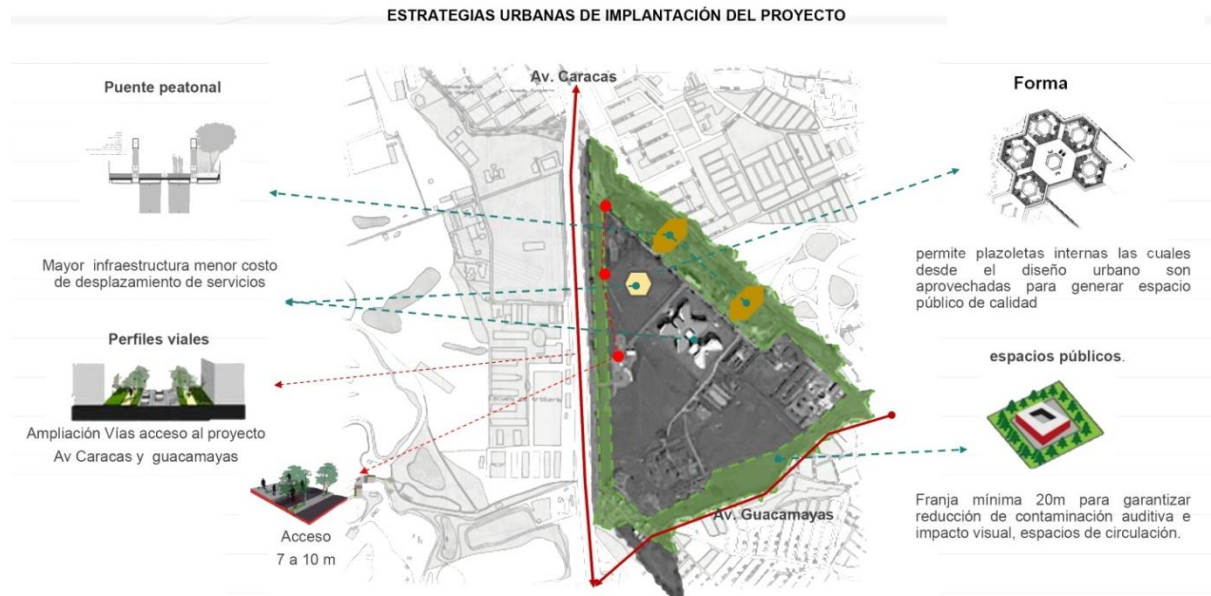 ESTRATEGIAS URBANAS DE IMPLANTACIÓN DEL PROYECTO
Puente peatonal
Mayor infraestructura menor costo
de desplazamiento de servicios
Perfiles viales
Ampliación Vías acceso al proyecto
Av Caracas y guacamayas
Acceso
7 a 10 m
Av. Caracas
Av. Guacamayas
Forma
permite plazoletas internas las cuales
desde el diseño urbano son
aprovechadas para generar espacio
público de calidad
espacios públicos.
Franja mínima 20m para garantizar
reducción de contaminación auditiva e
impacto visual, espacios de circulación.